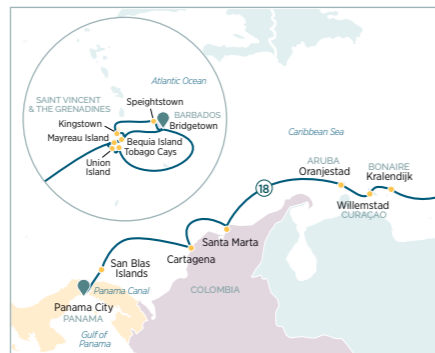 Atlantic Ocean
Speightstown
SAINT VINCENT
& THE GRENADINES
BARBADOS
Kingstown
Bridgetown
Mayreau Island
Bequia Island
Tobago Cays
Union
Island
Caribbean Sea
ARUBA
Oranjestad
BONAIRE
Kralendijk
18
Willemstad
CURAÇAO
Santa Marta
Cartagena
San Blas
Islands
COLOMBIA
Panama Canal
Panama City
PANAMA
Gulf of
Panama